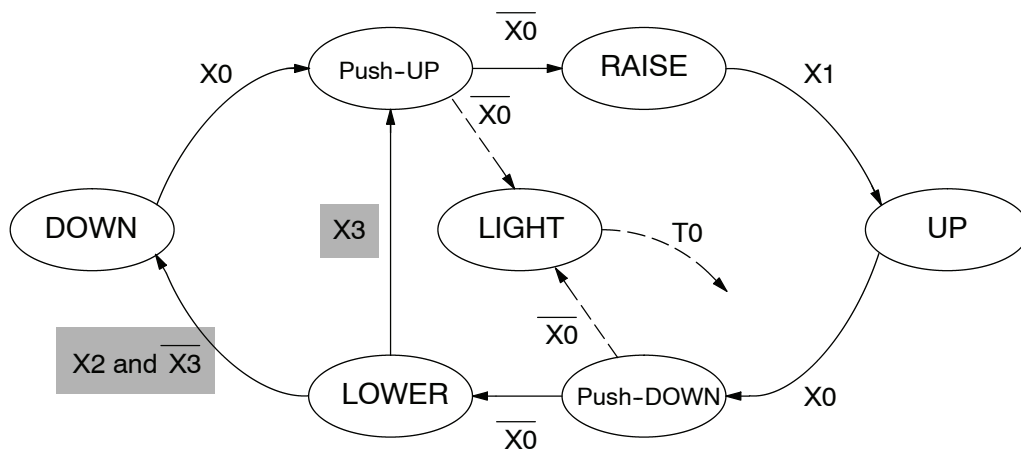 X̅0̅
Push-UP
RAISE
X0
X1
X̅0̅
DOWN
X3
LIGHT
T0
UP
X̅0̅
X2 and X̅3̅
LOWER
Push-DOWN
X0
X̅0̅